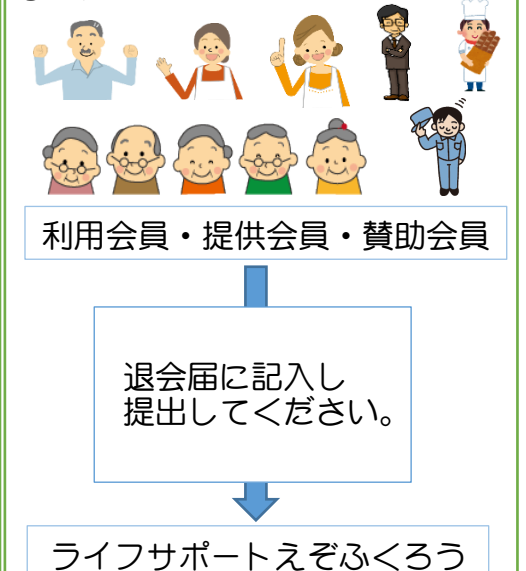 利用会員・提供会員・賛助会員
退会届に記入し
提出してください。
ライフサポートえぞふくろう